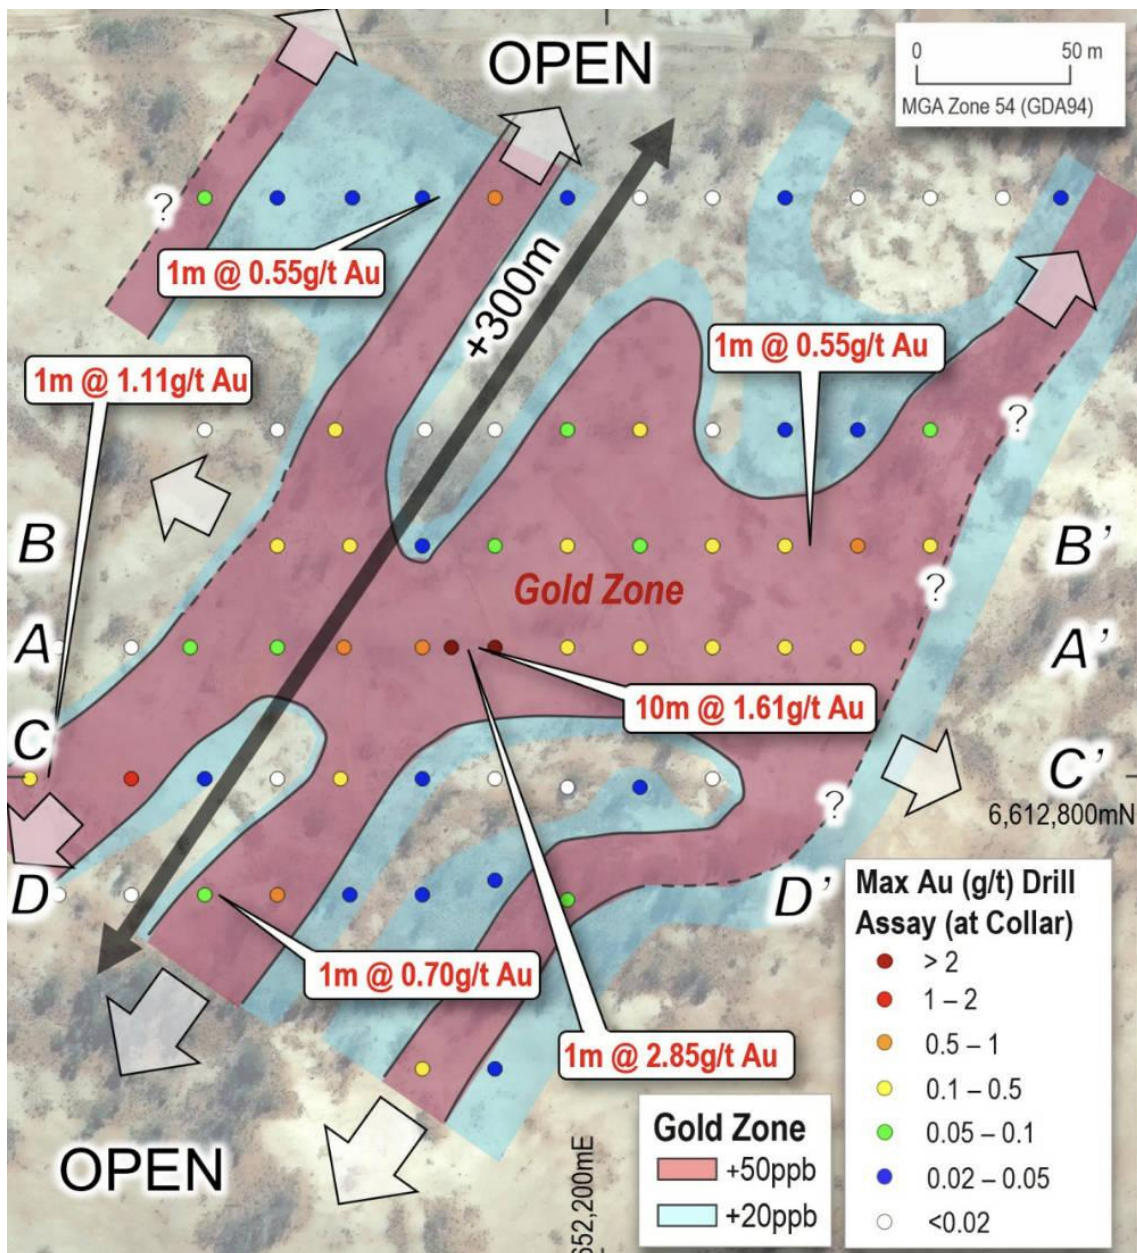 OPEN
0 50 m
MGA Zone 54 (GDA94)
?
1m @ 0.55g/t Au
+300m
1m @ 0.55g/t Au
1m @ 1.11g/t Au
?
B
B’
Gold Zone
?
A
A’
10m @ 1.61g/t Au
C
C’
?
6,612,800mN
D
D’
1m @ 0.70g/t Au
1m @ 2.85g/t Au
OPEN
652,200mE
Gold Zone
+50ppb
+20ppb
Max Au (g/t) Drill
Assay (at Collar)
> 2
1 – 2
0.5 – 1
0.1 – 0.5
0.05 – 0.1
0.02 – 0.05
<0.02